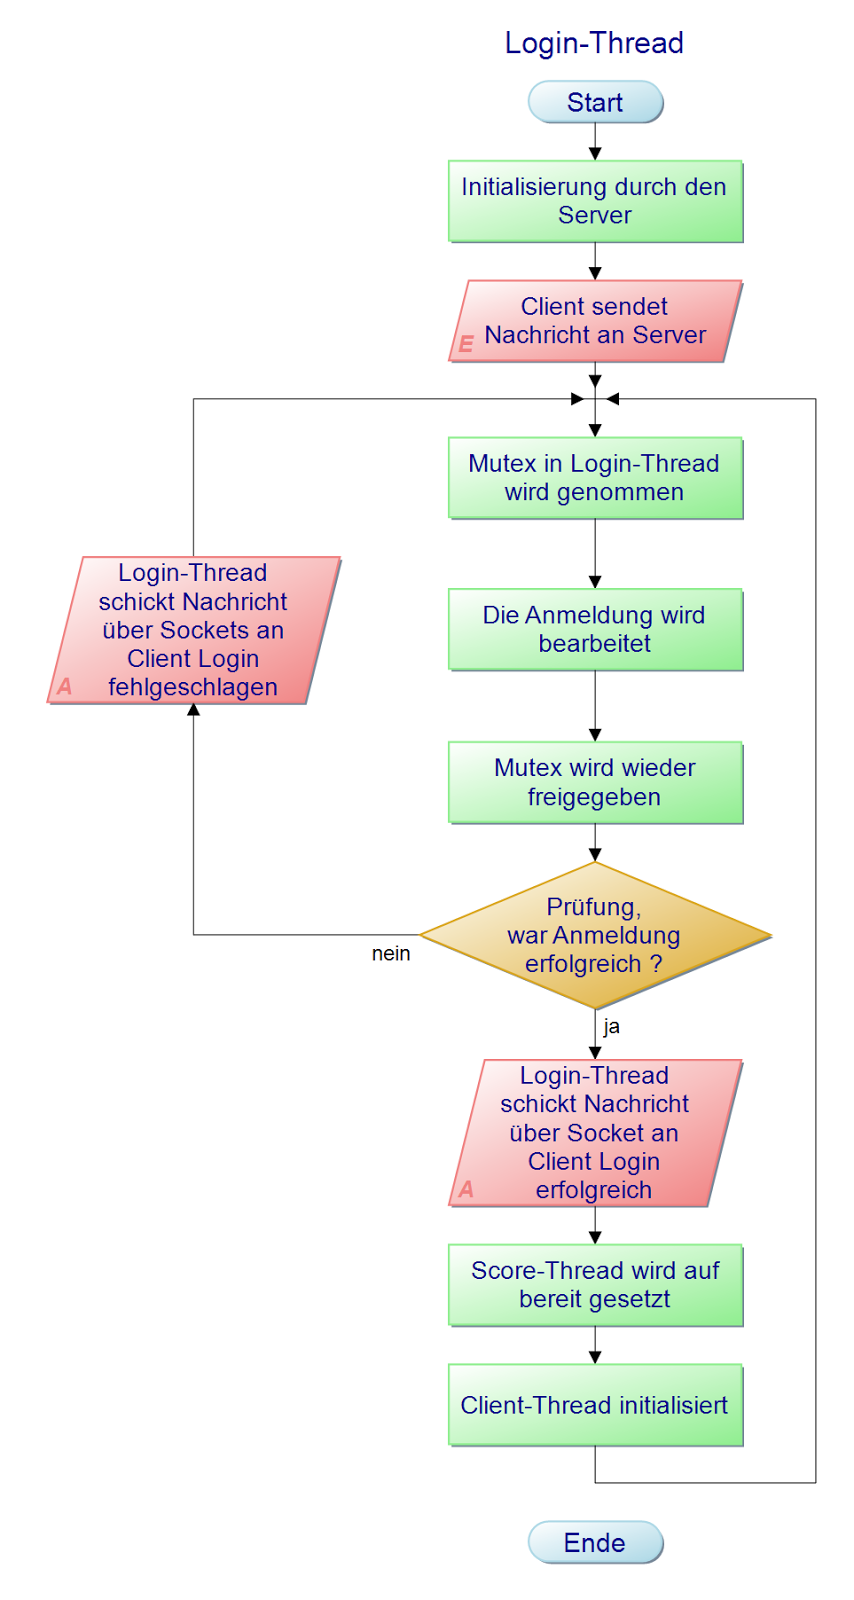 Login-Thread
Start
Initialisierung durch den
Server
Client sendet
Nachricht an Server
E
Mutex in Login-Thread
wird genommen
Login-Thread
schickt Nachricht
über Sockets an
Client Login
fehlgeschlagen
A
Die Anmeldung wird
bearbeitet
Mutex wird wieder
freigegeben
Prüfung,
war Anmeldung
erfolgreich ?
nein
ja
Login-Thread
schickt Nachricht
über Socket an
Client Login
erfolgreich
A
Score-Thread wird auf
bereit gesetzt
Client-Thread initialisiert
Ende